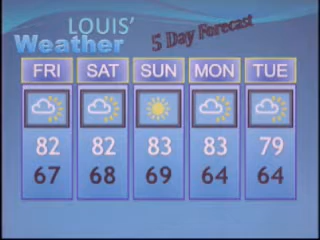 LOUIS'
Weather
5 Day Forecast
FRI SAT SUN MON TUE
82 82 83 83 79
67 68 69 64 64